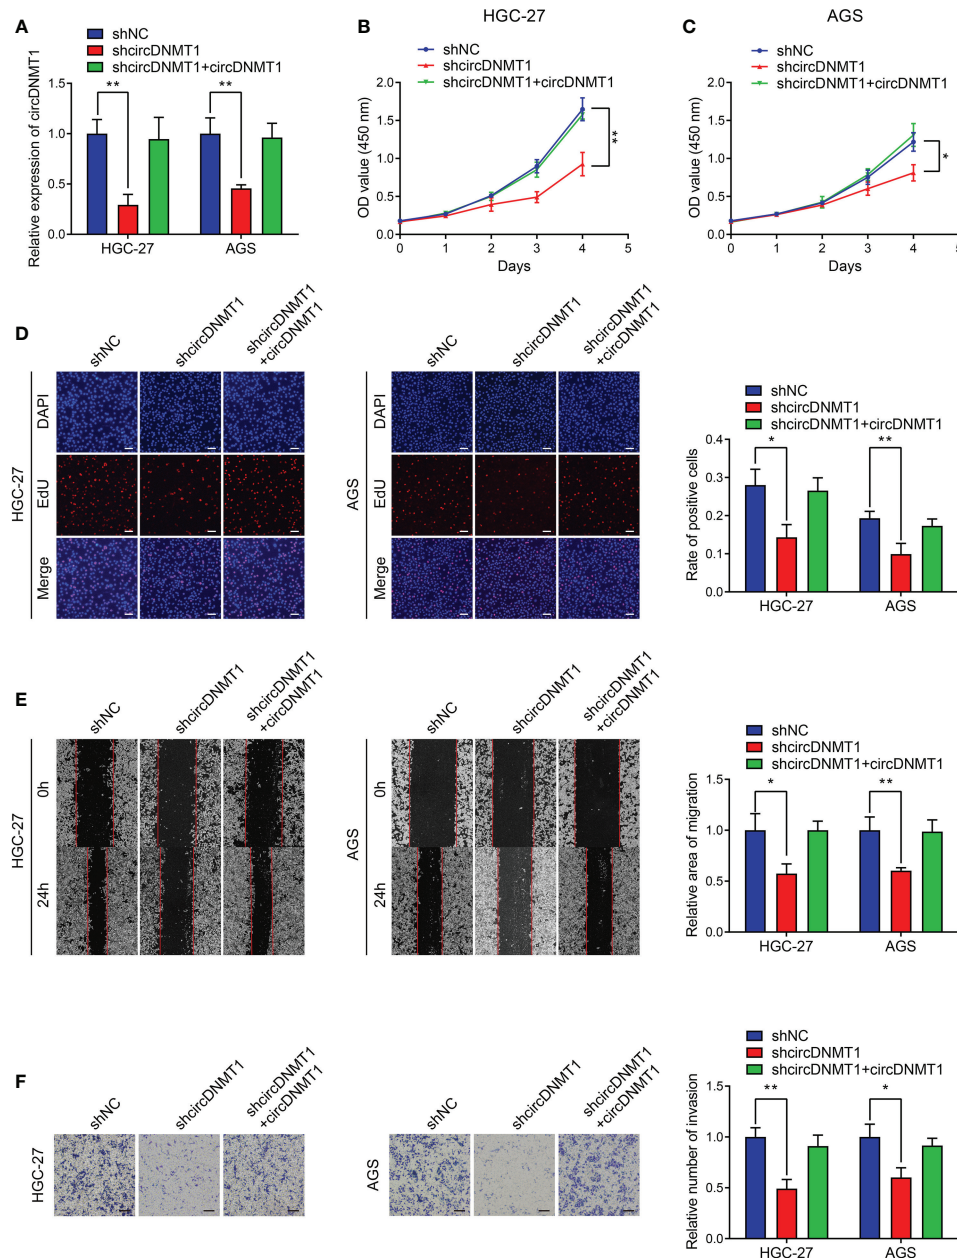 HGC-27
AGS
A
shNC
shcircDNMT1
shcircDNMT1+circDNMT1
Relative expression of circDNMT1
1.5
1.0
0.5
0.0
**
**
HGC-27
AGS
B
shNC
shcircDNMT1
shcircDNMT1+circDNMT1
OD value (450 nm)
2.0
1.5
1.0
0.5
0.0
**
0 1 2 3 4 5
Days
C
shNC
shcircDNMT1
shcircDNMT1+circDNMT1
OD value (450 nm)
2.0
1.5
1.0
0.5
0.0
*
0 1 2 3 4 5
Days
D
shNC
shcircDNMT1
shcircDNMT1
+circDNMT1
HGC-27
DAPI
EdU
Merge
shNC
shcircDNMT1
shcircDNMT1
+circDNMT1
AGS
DAPI
EdU
Merge
shNC
shcircDNMT1
shcircDNMT1+circDNMT1
Rate of positive cells
0.4
0.3
0.2
0.1
0.0
*
**
HGC-27
AGS
E
shNC
shcircDNMT1
shcircDNMT1
+circDNMT1
HGC-27
0h
24h
shNC
shcircDNMT1
shcircDNMT1
+circDNMT1
AGS
0h
24h
shNC
shcircDNMT1
shcircDNMT1+circDNMT1
Relative area of migration
1.5
1.0
0.5
0.0
*
**
HGC-27
AGS
F
shNC
shcircDNMT1
shcircDNMT1
+circDNMT1
HGC-27
shNC
shcircDNMT1
shcircDNMT1
+circDNMT1
AGS
shNC
shcircDNMT1
shcircDNMT1+circDNMT1
Relative number of invasion
1.5
1.0
0.5
0.0
**
*
HGC-27
AGS